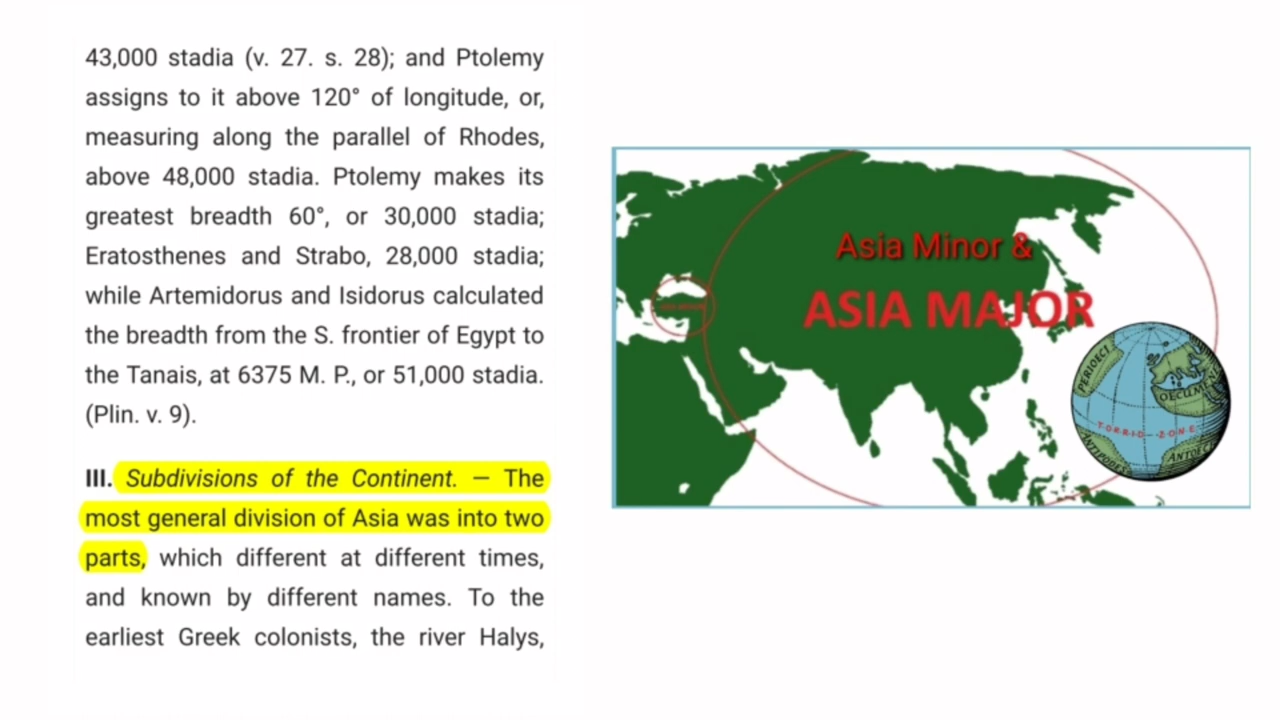 43,000 stadia (v. 27. s. 28); and Ptolemy
assigns to it above 120° of longitude, or,
measuring along the parallel of Rhodes,
above 48,000 stadia. Ptolemy makes its
greatest breadth 60°, or 30,000 stadia;
Eratosthenes and Strabo, 28,000 stadia;
while Artemidorus and Isidorus calculated
the breadth from the S. frontier of Egypt to
the Tanais, at 6375 M. P., or 51,000 stadia.
(Plin. v. 9).
III. Subdivisions of the Continent. — The
most general division of Asia was into two
parts, which different at different times,
and known by different names. To the
earliest Greek colonists, the river Halys,
Asia Minor &
ASIA MAJOR
PERIOECI
OECUMEN
TORRID ZONE
ANTIPODES
ANTOECI